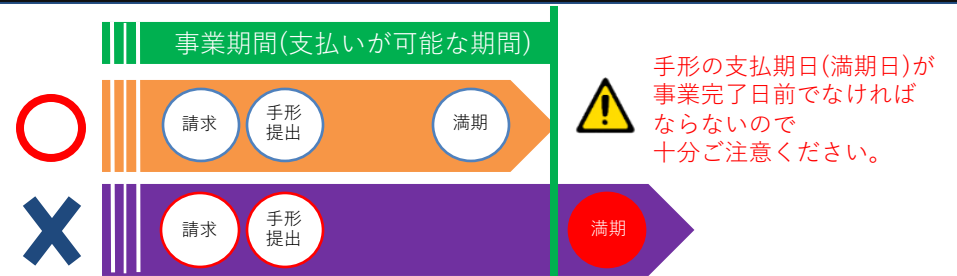 事業期間(支払いが可能な期間)
手形の支払期日(満期日)が
事業完了日前でなければ
ならないので
十分ご注意ください。
請求
手形
提出
満期
請求
手形
提出
満期